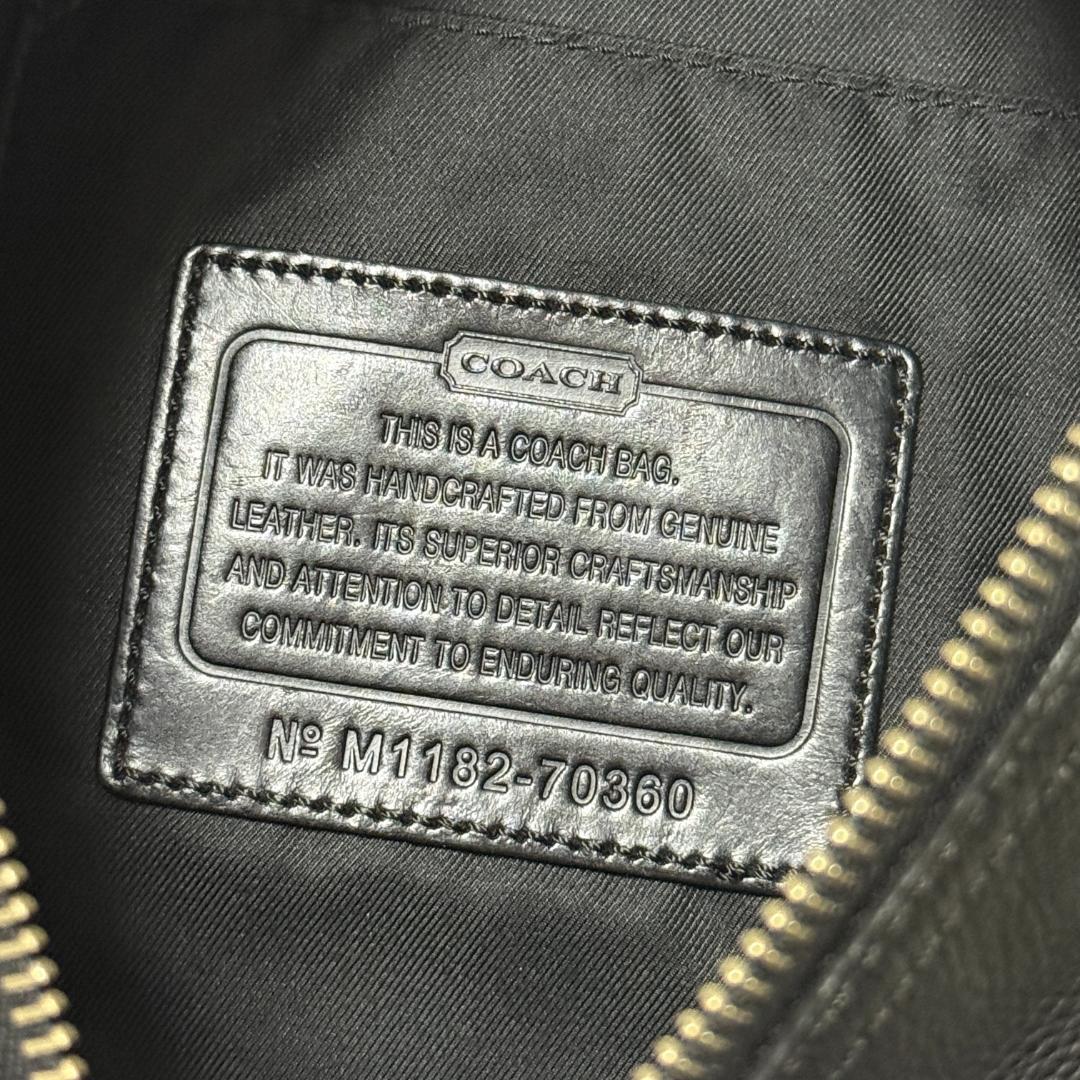 COACH
THIS IS A COACH BAG.
IT WAS HANDCRAFTED FROM GENUINE
LEATHER. ITS SUPERIOR CRAFTSMANSHIP
AND ATTENTION TO DETAIL REFLECT OUR
COMMITMENT TO ENDURING QUALITY.
Nº M1182-70360